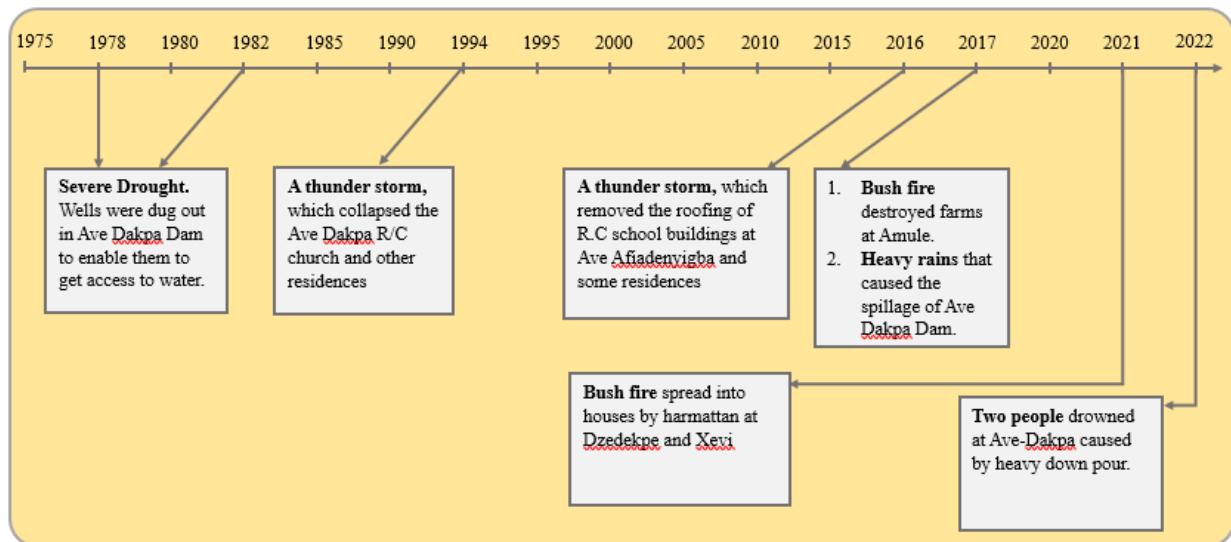 1975 1978 1980 1982 1985 1990 1994 1995 2000 2005 2010 2015 2016 2017 2020 2021 2022
Severe Drought.
Wells were dug out
in Ave Dakpa Dam
to enable them to
get access to water.
A thunder storm,
which collapsed the
Ave Dakpa R/C
church and other
residences
A thunder storm, which
removed the roofing of
R.C school buildings at
Ave Afiadenyigba and
some residences
1. Bush fire
destroyed farms
at Amule.
2. Heavy rains that
caused the
spillage of Ave
Dakpa Dam.
Bush fire spread into
houses by harmattan at
Dzedekpe and Xevi
Two people drowned
at Ave-Dakpa caused
by heavy down pour.